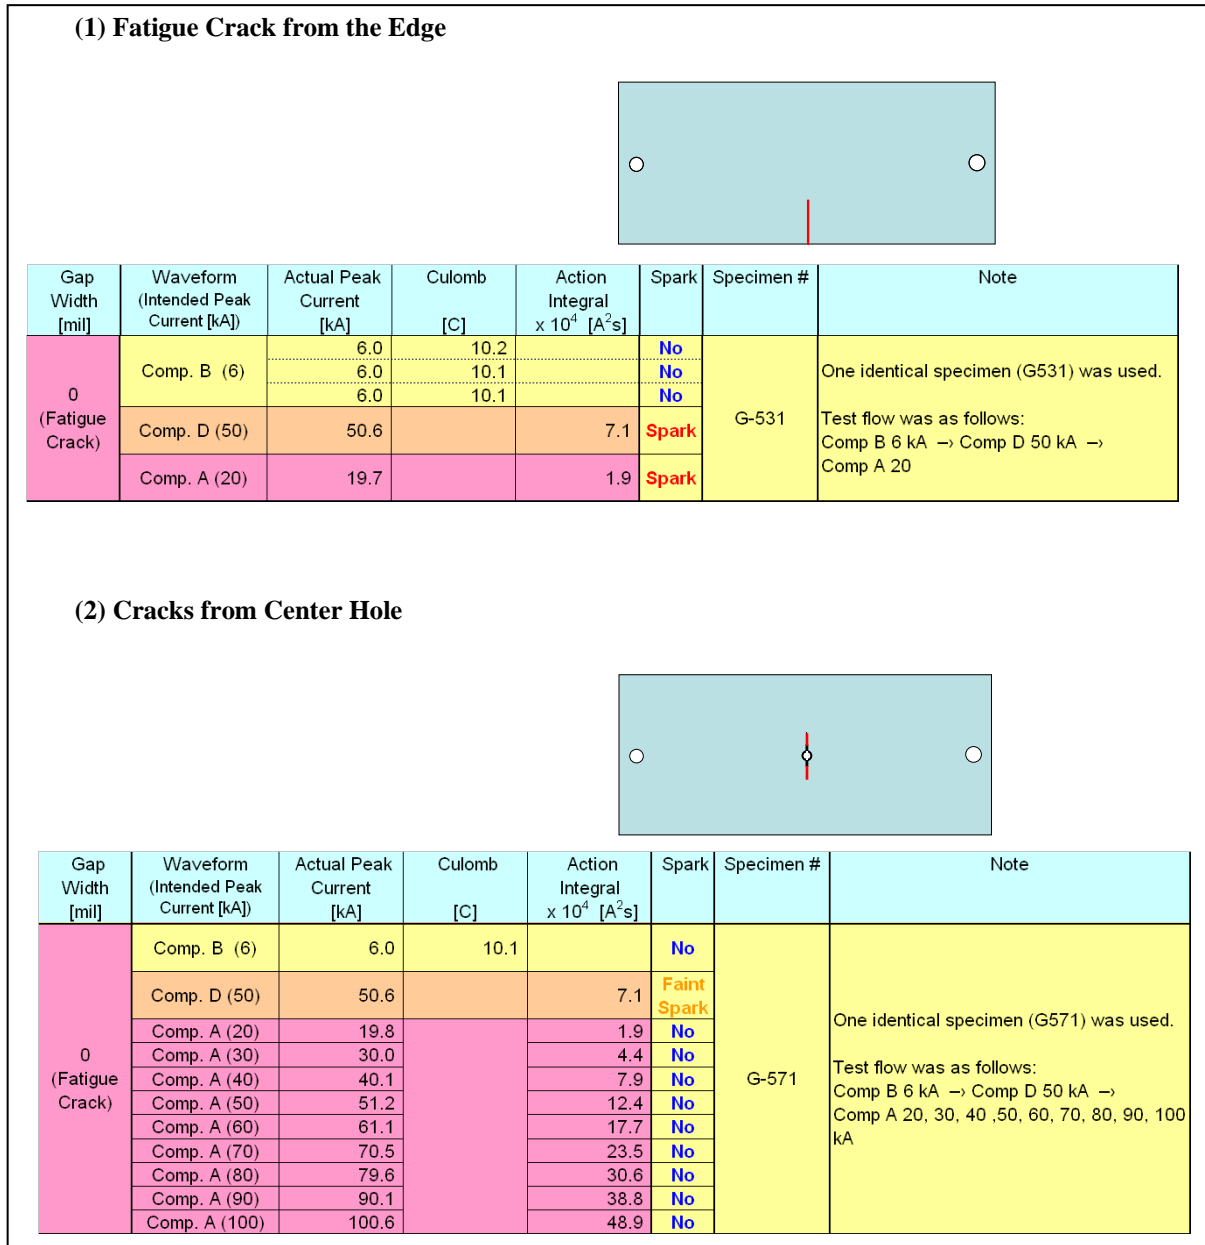 (1) Fatigue Crack from the Edge
Gap Width [mil] Waveform (Intended Peak Current [kA]) Actual Peak Current [kA] Culomb [C] Action Integral x 10^4 [A^2s] Spark Specimen # Note
0 (Fatigue Crack)
Comp. B (6) 6.0 10.2 No
6.0 10.1 No
6.0 10.1 No
Comp. D (50) 50.6 7.1 Spark
Comp. A (20) 19.7 1.9 Spark
G-531
One identical specimen (G531) was used.
Test flow was as follows:
Comp B 6 kA –> Comp D 50 kA –>
Comp A 20
(2) Cracks from Center Hole
Gap Width [mil] Waveform (Intended Peak Current [kA]) Actual Peak Current [kA] Culomb [C] Action Integral x 10^4 [A^2s] Spark Specimen # Note
0 (Fatigue Crack)
Comp. B (6) 6.0 10.1 No
Comp. D (50) 50.6 7.1 Faint Spark
Comp. A (20) 19.8 1.9 No
Comp. A (30) 30.0 4.4 No
Comp. A (40) 40.1 7.9 No
Comp. A (50) 51.2 12.4 No
Comp. A (60) 61.1 17.7 No
Comp. A (70) 70.5 23.5 No
Comp. A (80) 79.6 30.6 No
Comp. A (90) 90.1 38.8 No
Comp. A (100) 100.6 48.9 No
G-571
One identical specimen (G571) was used.
Test flow was as follows:
Comp B 6 kA –> Comp D 50 kA –>
Comp A 20, 30, 40 ,50, 60, 70, 80, 90, 100
kA